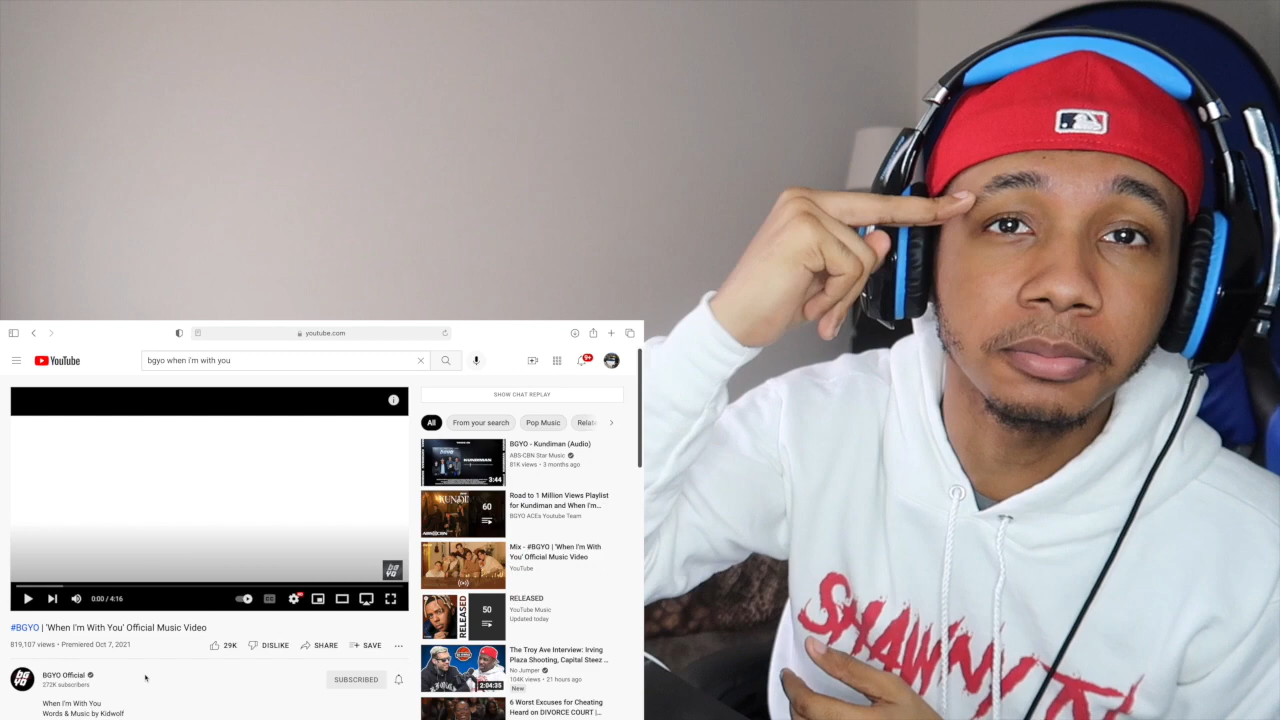 youtube.com
YouTube
bgyo when i'm with you
9+
SHOW CHAT REPLAY
All
From your search
Pop Music
Relat
BGYO - Kundiman (Audio)
ABS-CBN Star Music
81K views • 3 months ago
KUNDIMAN
3:44
Road to 1 Million Views Playlist
for Kundiman and When I'm...
BGYO ACEs Youtube Team
60
Mix - #BGYO | 'When I'm With
You' Official Music Video
YouTube
RELEASED
YouTube Music
Updated today
RELEASED
50
The Troy Ave Interview: Irving
Plaza Shooting, Capital Steez ...
No Jumper
104K views • 21 hours ago
New
2:04:35
6 Worst Excuses for Cheating
Heard on DIVORCE COURT |...
BGYO
0:00 / 4:16
#BGYO | 'When I'm With You' Official Music Video
819,107 views • Premiered Oct 7, 2021
29K
DISLIKE
SHARE
SAVE
BGYO Official
272K subscribers
SUBSCRIBED
When I'm With You
Words & Music by Kidwolf
SHAWNY